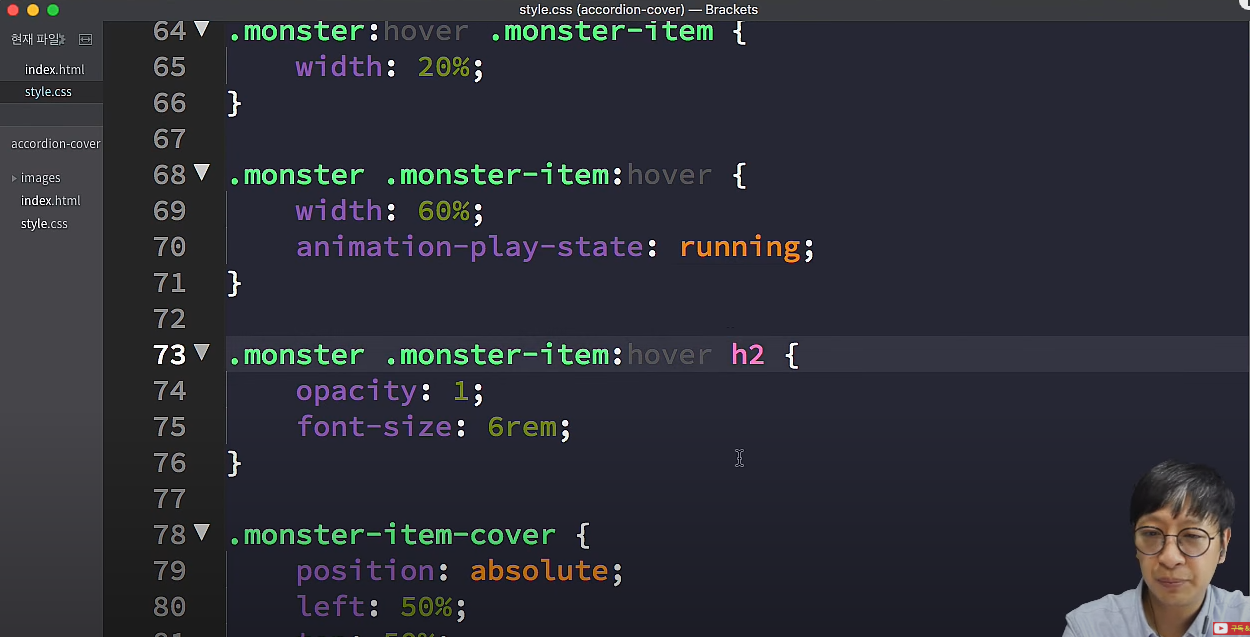 style.css (accordion-cover) — Brackets
현재 파일
index.html
style.css
accordion-cover
images
index.html
style.css
64 .monster:hover .monster-item {
65 width: 20%;
66 }
67
68 .monster .monster-item:hover {
69 width: 60%;
70 animation-play-state: running;
71 }
72
73 .monster .monster-item:hover h2 {
74 opacity: 1;
75 font-size: 6rem;
76 }
77
78 .monster-item-cover {
79 position: absolute;
80 left: 50%;
구독 &